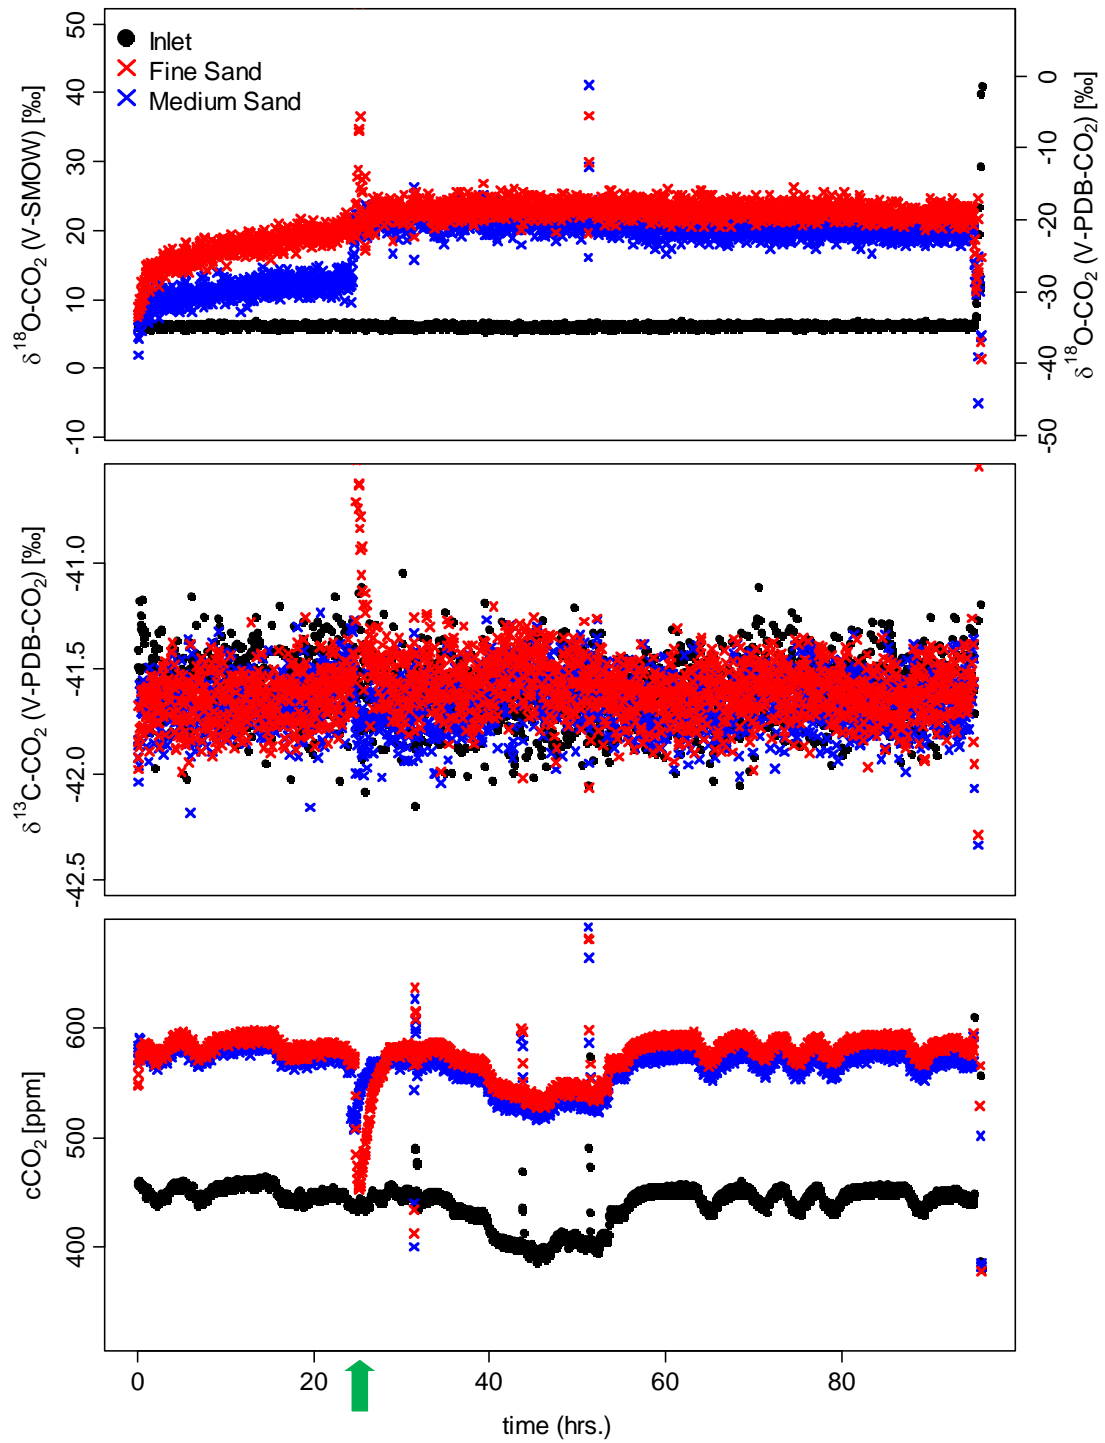 50
40
30
20
10
0
-10
δ¹⁸O-CO₂ (V-SMOW) [‰]
Inlet
Fine Sand
Medium Sand
0
-10
-20
-30
-40
-50
δ¹⁸O-CO₂ (V-PDB-CO₂) [‰]
-41.0
-41.5
-42.0
-42.5
δ¹³C-CO₂ (V-PDB-CO₂) [‰]
600
500
400
cCO₂ [ppm]
0 20 40 60 80
time (hrs.)